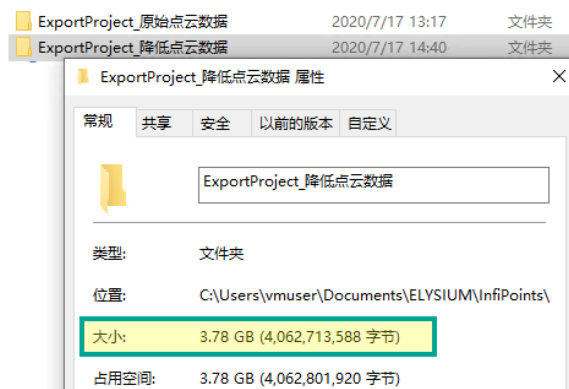 ExportProject_原始点云数据 2020/7/17 13:17 文件夹
ExportProject_降低点云数据 2020/7/17 14:40 文件夹
ExportProject_降低点云数据 属性
常规 共享 安全 以前的版本 自定义
ExportProject_降低点云数据
类型: 文件夹
位置: C:\Users\vmuser\Documents\ELYSIUM\InfiPoints\
大小: 3.78 GB (4,062,713,588 字节)
占用空间: 3.78 GB (4,062,801,920 字节)